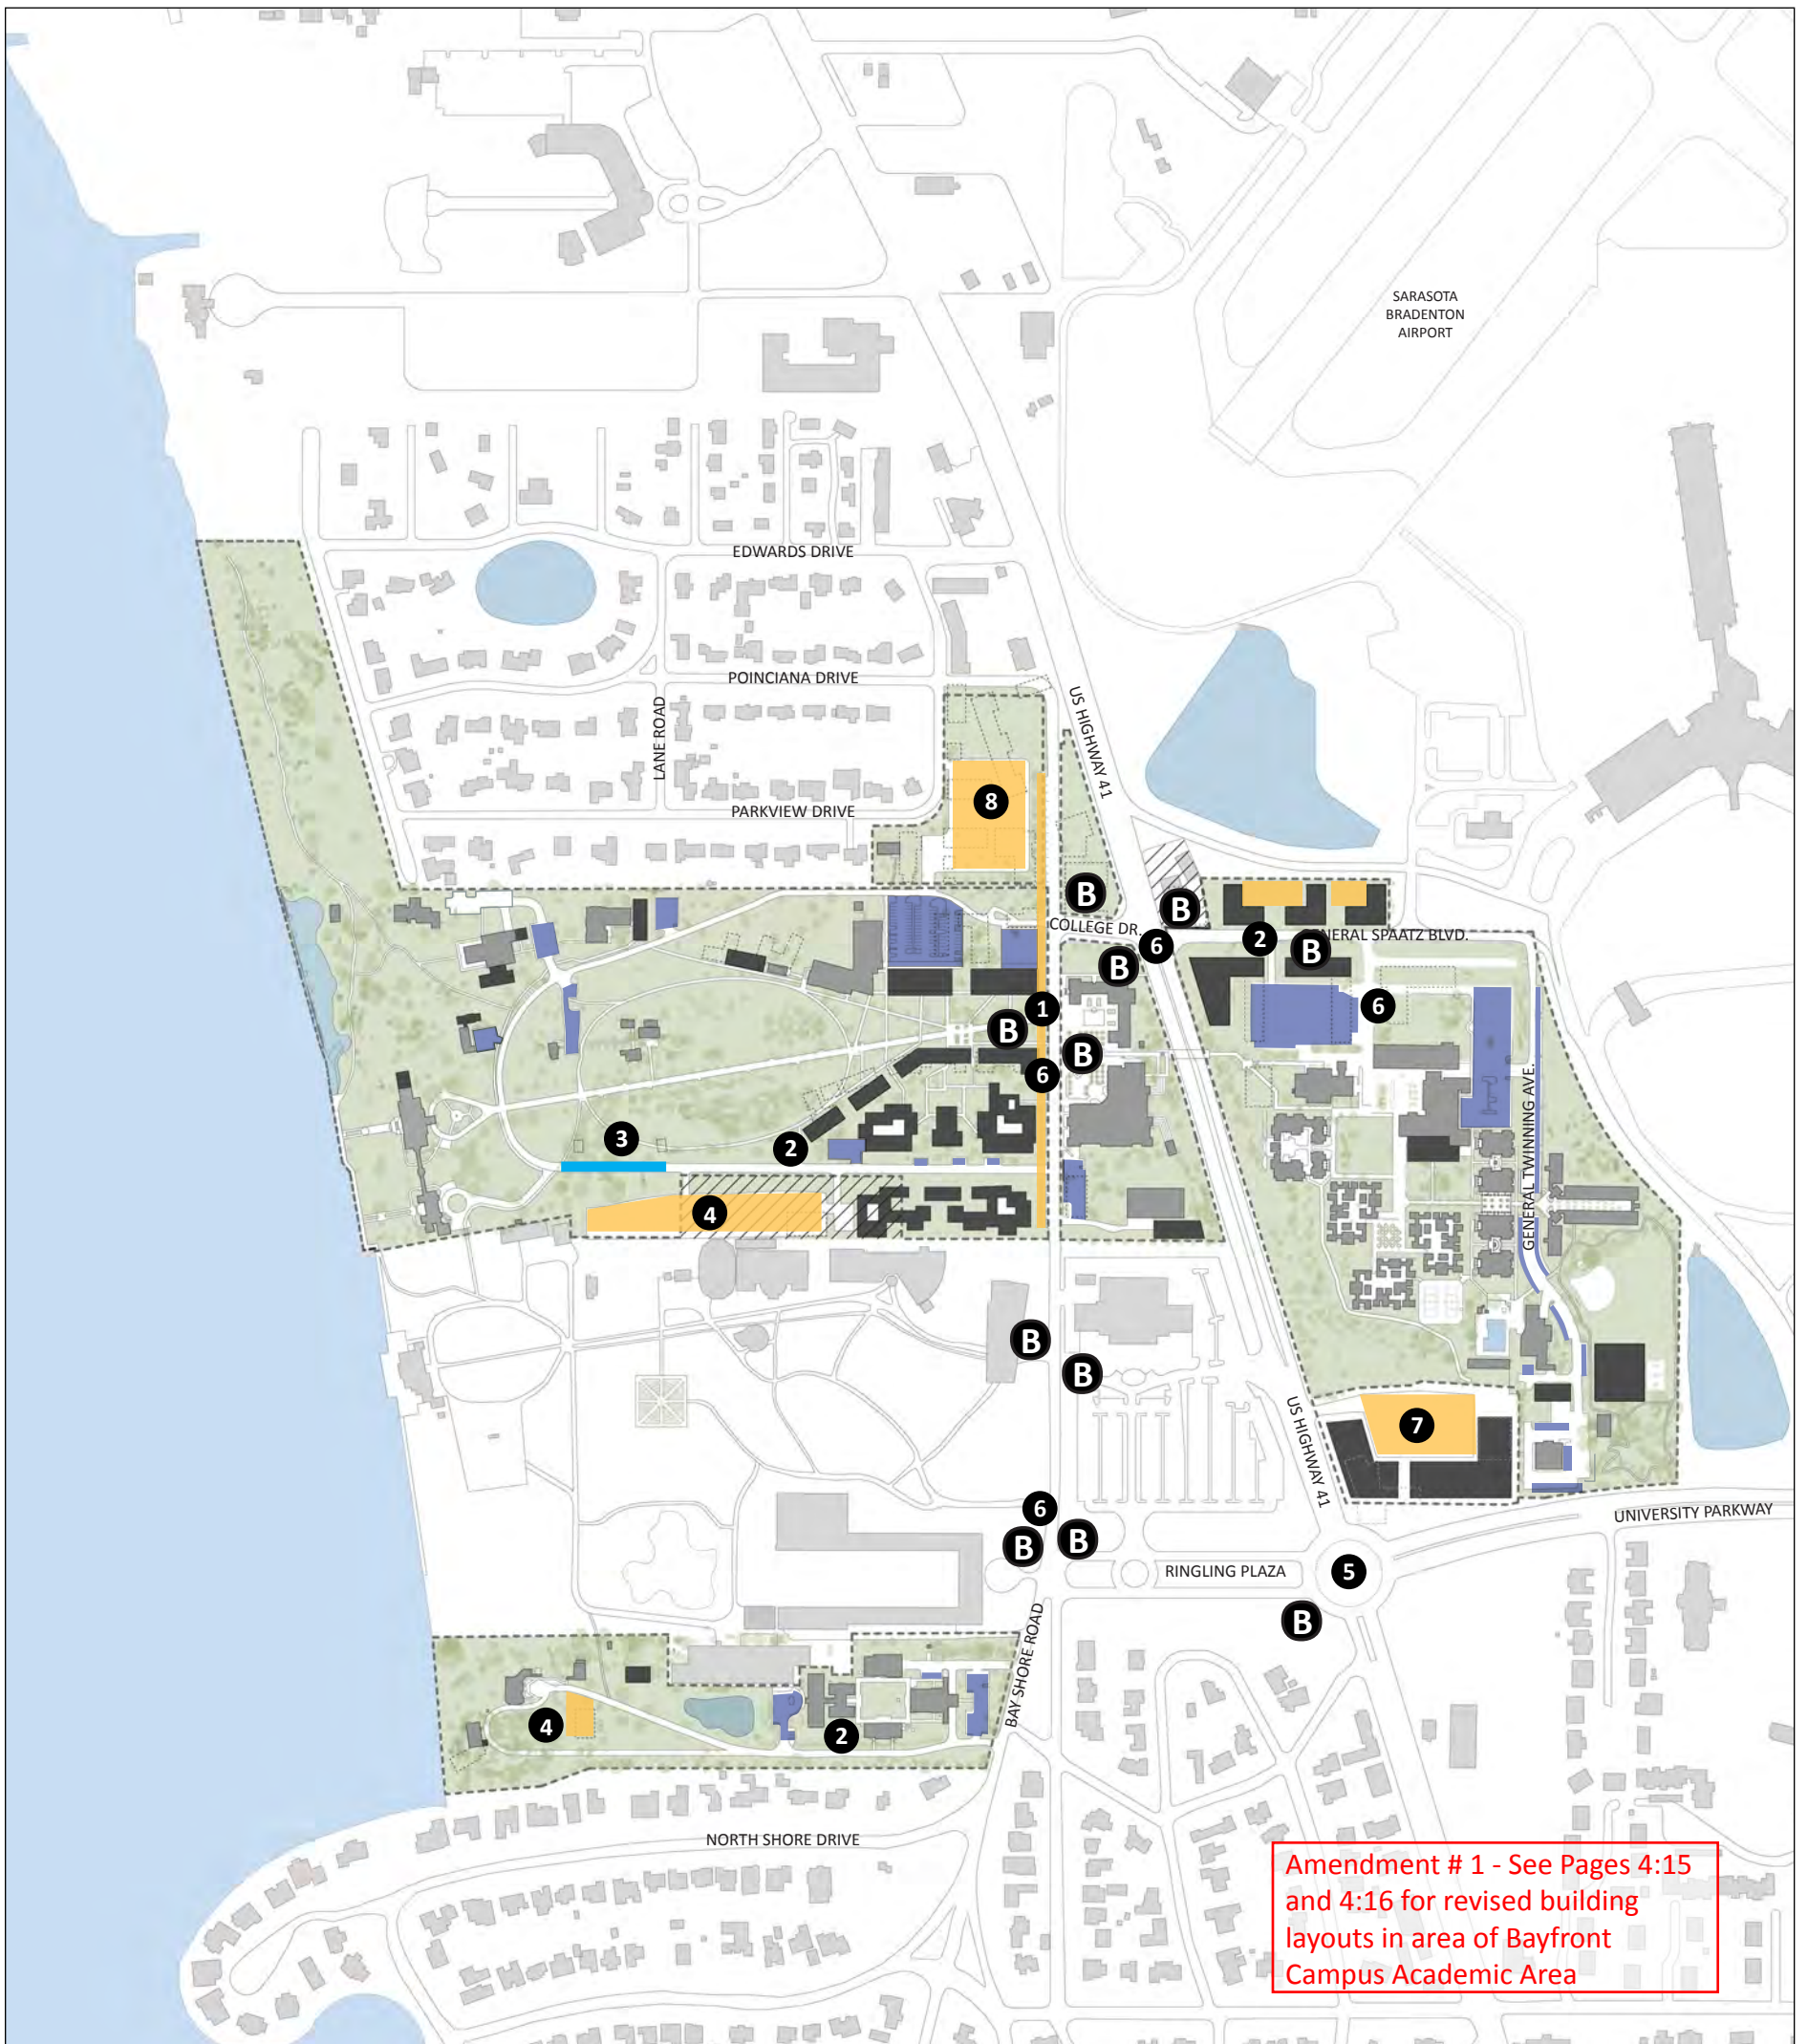 SARASOTA
BRADENTON
AIRPORT
EDWARDS DRIVE
POINCIANA DRIVE
LANE ROAD
US HIGHWAY 41
PARKVIEW DRIVE
8
B
B
COLLEGE DR.
6
2
GENERAL SPAATZ BLVD.
B
B
1
6
B
B
6
GENERAL TWINNING AVE.
3
2
4
B
B
US HIGHWAY 41
7
6
B
B
UNIVERSITY PARKWAY
RINGLING PLAZA
5
B
BAY SHORE ROAD
4
2
NORTH SHORE DRIVE
Amendment # 1 - See Pages 4:15
and 4:16 for revised building
layouts in area of Bayfront
Campus Academic Area